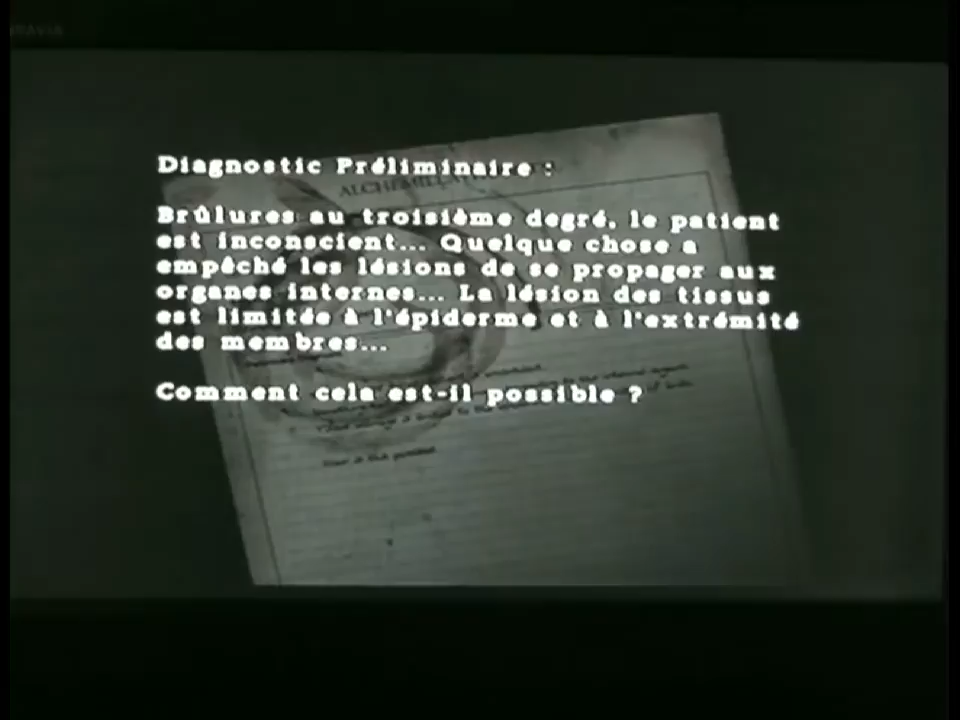 Diagnostic Préliminaire :
ALCHEMILLA
Brûlures au troisième degré, le patient
est inconscient... Quelque chose a
empêché les lésions de se propager aux
organes internes... La lésion des tissus
est limitée à l'épiderme et à l'extrémité
des membres...
Comment cela est-il possible ?